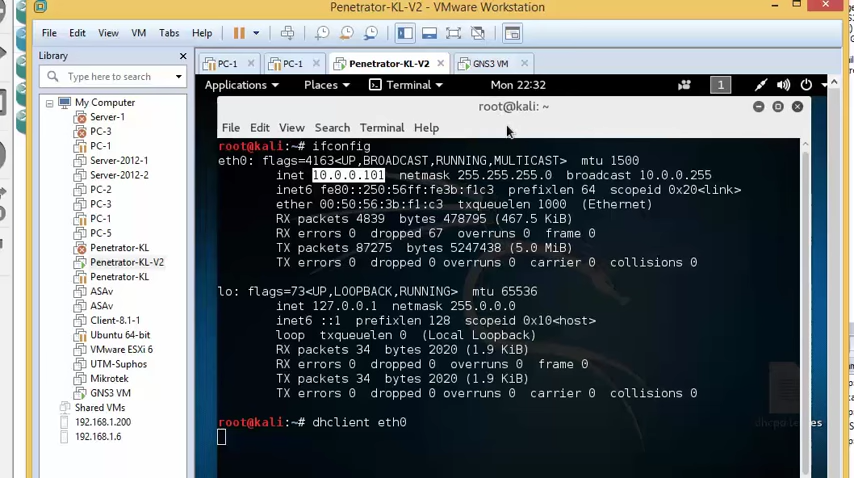 Penetrator-KL-V2 - VMware Workstation
File Edit View VM Tabs Help
Library
Type here to search
My Computer
Server-1
PC-3
PC-1
Server-2012-1
Server-2012-2
PC-2
PC-3
PC-1
PC-5
Penetrator-KL
Penetrator-KL-V2
Penetrator-KL
ASAv
ASAv
Client-8.1-1
Ubuntu 64-bit
VMware ESXi 6
UTM-Suphos
Mikrotek
GNS3 VM
Shared VMs
192.168.1.200
192.168.1.6
PC-1 PC-1 Penetrator-KL-V2 GNS3 VM
Applications Places Terminal Mon 22:32 1
root@kali: ~
File Edit View Search Terminal Help
root@kali:~# ifconfig
eth0: flags=4163<UP,BROADCAST,RUNNING,MULTICAST> mtu 1500
inet 10.0.0.101 netmask 255.255.255.0 broadcast 10.0.0.255
inet6 fe80::250:56ff:fe3b:f1c3 prefixlen 64 scopeid 0x20<link>
ether 00:50:56:3b:f1:c3 txqueuelen 1000 (Ethernet)
RX packets 4839 bytes 478795 (467.5 KiB)
RX errors 0 dropped 67 overruns 0 frame 0
TX packets 87275 bytes 5247438 (5.0 MiB)
TX errors 0 dropped 0 overruns 0 carrier 0 collisions 0
lo: flags=73<UP,LOOPBACK,RUNNING> mtu 65536
inet 127.0.0.1 netmask 255.0.0.0
inet6 ::1 prefixlen 128 scopeid 0x10<host>
loop txqueuelen 0 (Local Loopback)
RX packets 34 bytes 2020 (1.9 KiB)
RX errors 0 dropped 0 overruns 0 frame 0
TX packets 34 bytes 2020 (1.9 KiB)
TX errors 0 dropped 0 overruns 0 carrier 0 collisions 0
root@kali:~# dhclient eth0